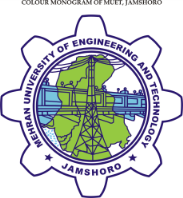 COLOUR MONOGRAM OF MUET, JAMSHORO
MEHRAN UNIVERSITY OF ENGINEERING AND TECHNOLOGY
JAMSHORO